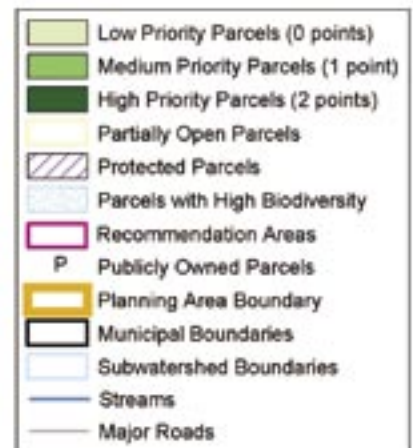 Low Priority Parcels (0 points)
Medium Priority Parcels (1 point)
High Priority Parcels (2 points)
Partially Open Parcels
Protected Parcels
Parcels with High Biodiversity
Recommendation Areas
P Publicly Owned Parcels
Planning Area Boundary
Municipal Boundaries
Subwatershed Boundaries
Streams
Major Roads